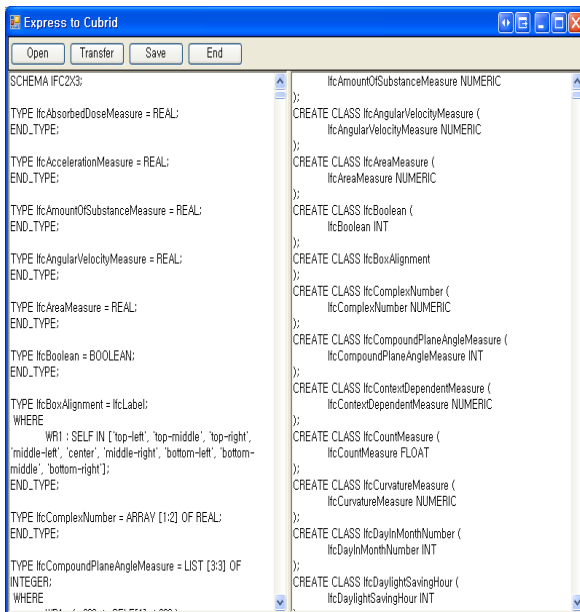 Express to Cubrid
Open Transfer Save End
SCHEMA IFC2X3;
TYPE IfcAbsorbedDoseMeasure = REAL;
END_TYPE;
TYPE IfcAccelerationMeasure = REAL;
END_TYPE;
TYPE IfcAmountOfSubstanceMeasure = REAL;
END_TYPE;
TYPE IfcAngularVelocityMeasure = REAL;
END_TYPE;
TYPE IfcAreaMeasure = REAL;
END_TYPE;
TYPE IfcBoolean = BOOLEAN;
END_TYPE;
TYPE IfcBoxAlignment = IfcLabel;
WHERE
WR1 : SELF IN ['top-left', 'top-middle', 'top-right',
'middle-left', 'center', 'middle-right', 'bottom-left', 'bottom-
middle', 'bottom-right'];
END_TYPE;
TYPE IfcComplexNumber = ARRAY [1:2] OF REAL;
END_TYPE;
TYPE IfcCompoundPlaneAngleMeasure = LIST [3:3] OF
INTEGER;
WHERE
IfcAmountOfSubstanceMeasure NUMERIC
);
CREATE CLASS IfcAngularVelocityMeasure (
IfcAngularVelocityMeasure NUMERIC
);
CREATE CLASS IfcAreaMeasure (
IfcAreaMeasure NUMERIC
);
CREATE CLASS IfcBoolean (
IfcBoolean INT
);
CREATE CLASS IfcBoxAlignment
);
CREATE CLASS IfcComplexNumber (
IfcComplexNumber NUMERIC
);
CREATE CLASS IfcCompoundPlaneAngleMeasure (
IfcCompoundPlaneAngleMeasure INT
);
CREATE CLASS IfcContextDependentMeasure (
IfcContextDependentMeasure NUMERIC
);
CREATE CLASS IfcCountMeasure (
IfcCountMeasure FLOAT
);
CREATE CLASS IfcCurvatureMeasure (
IfcCurvatureMeasure NUMERIC
);
CREATE CLASS IfcDayInMonthNumber (
IfcDayInMonthNumber INT
);
CREATE CLASS IfcDaylightSavingHour (
IfcDaylightSavingHour INT